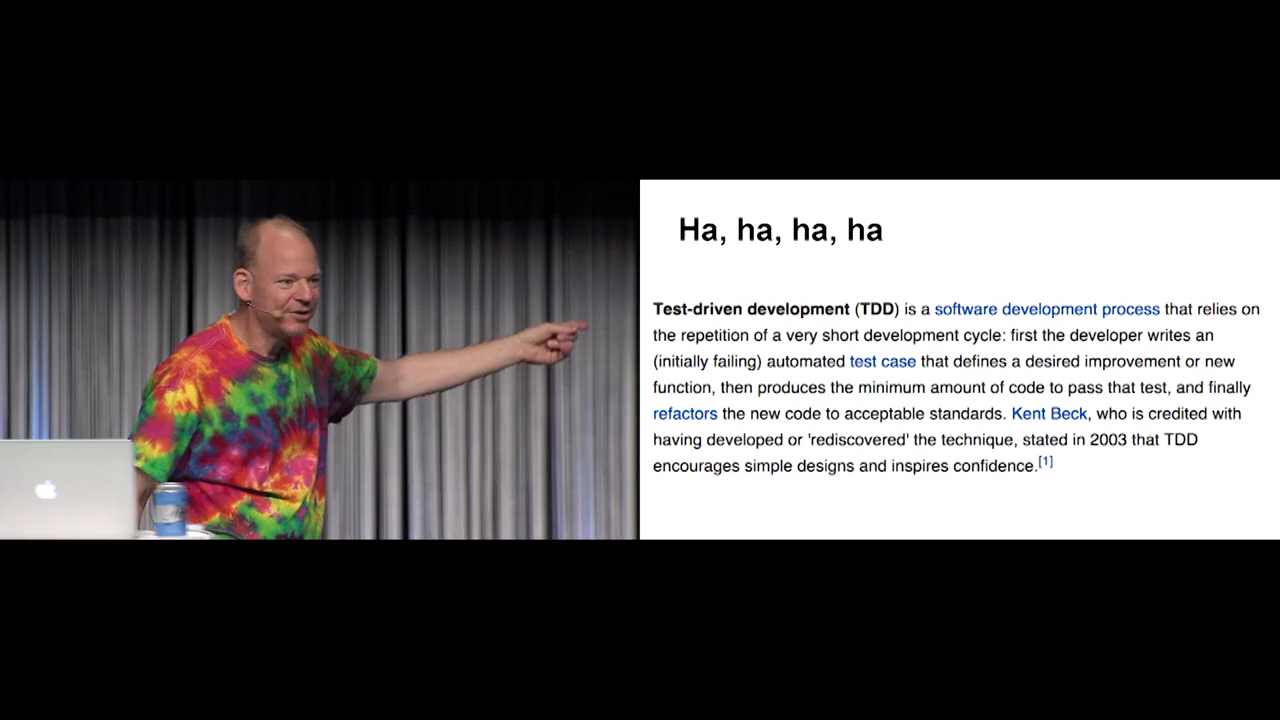 Ha, ha, ha, ha
Test-driven development (TDD) is a software development process that relies on
the repetition of a very short development cycle: first the developer writes an
(initially failing) automated test case that defines a desired improvement or new
function, then produces the minimum amount of code to pass that test, and finally
refactors the new code to acceptable standards. Kent Beck, who is credited with
having developed or 'rediscovered' the technique, stated in 2003 that TDD
encourages simple designs and inspires confidence.[1]